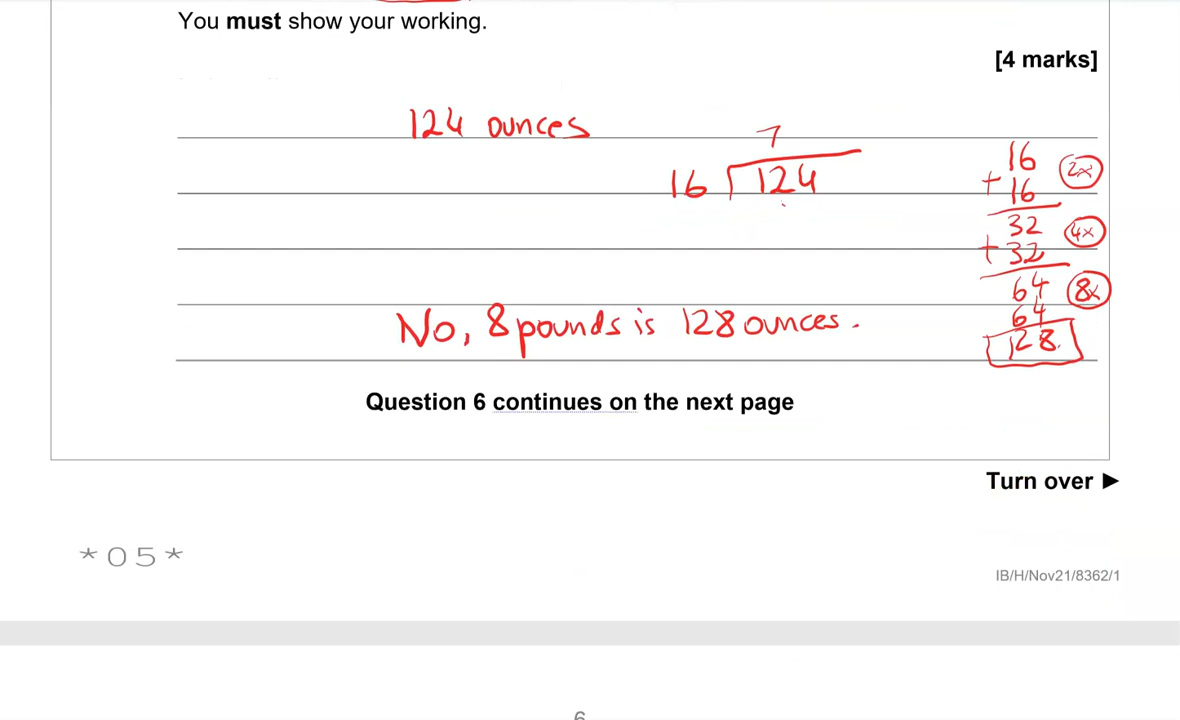 You must show your working.
[4 marks]
124 ounces
7
16 124
16
+ 16 2x
32 4x
+ 32
64 8x
64
128.
No, 8 pounds is 128 ounces.
Question 6 continues on the next page
Turn over ►
*05*
IB/H/Nov21/8362/1